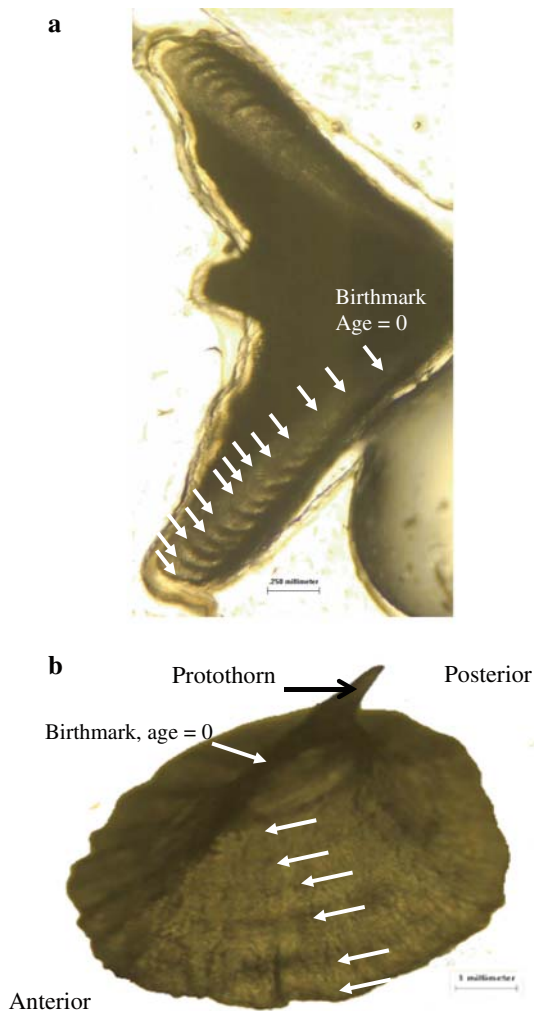 a
Birthmark
Age = 0
.250 millimeter
b
Protothorn
Posterior
Birthmark, age = 0
1 millimeter
Anterior